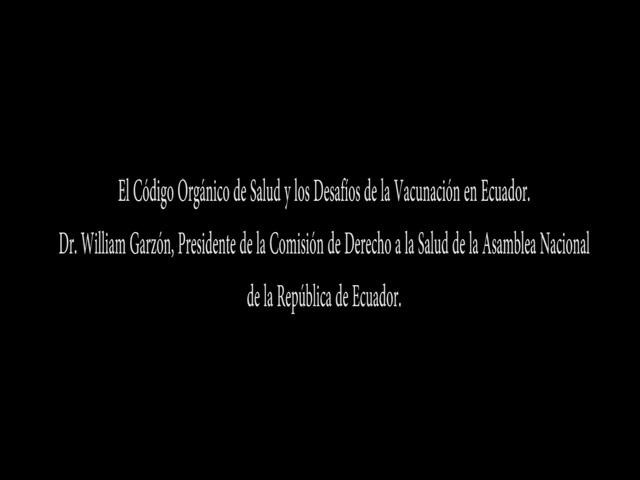 El Código Orgánico de Salud y los Desafíos de la Vacunación en Ecuador.
Dr. William Garzón, Presidente de la Comisión de Derecho a la Salud de la Asamblea Nacional
de la República de Ecuador.